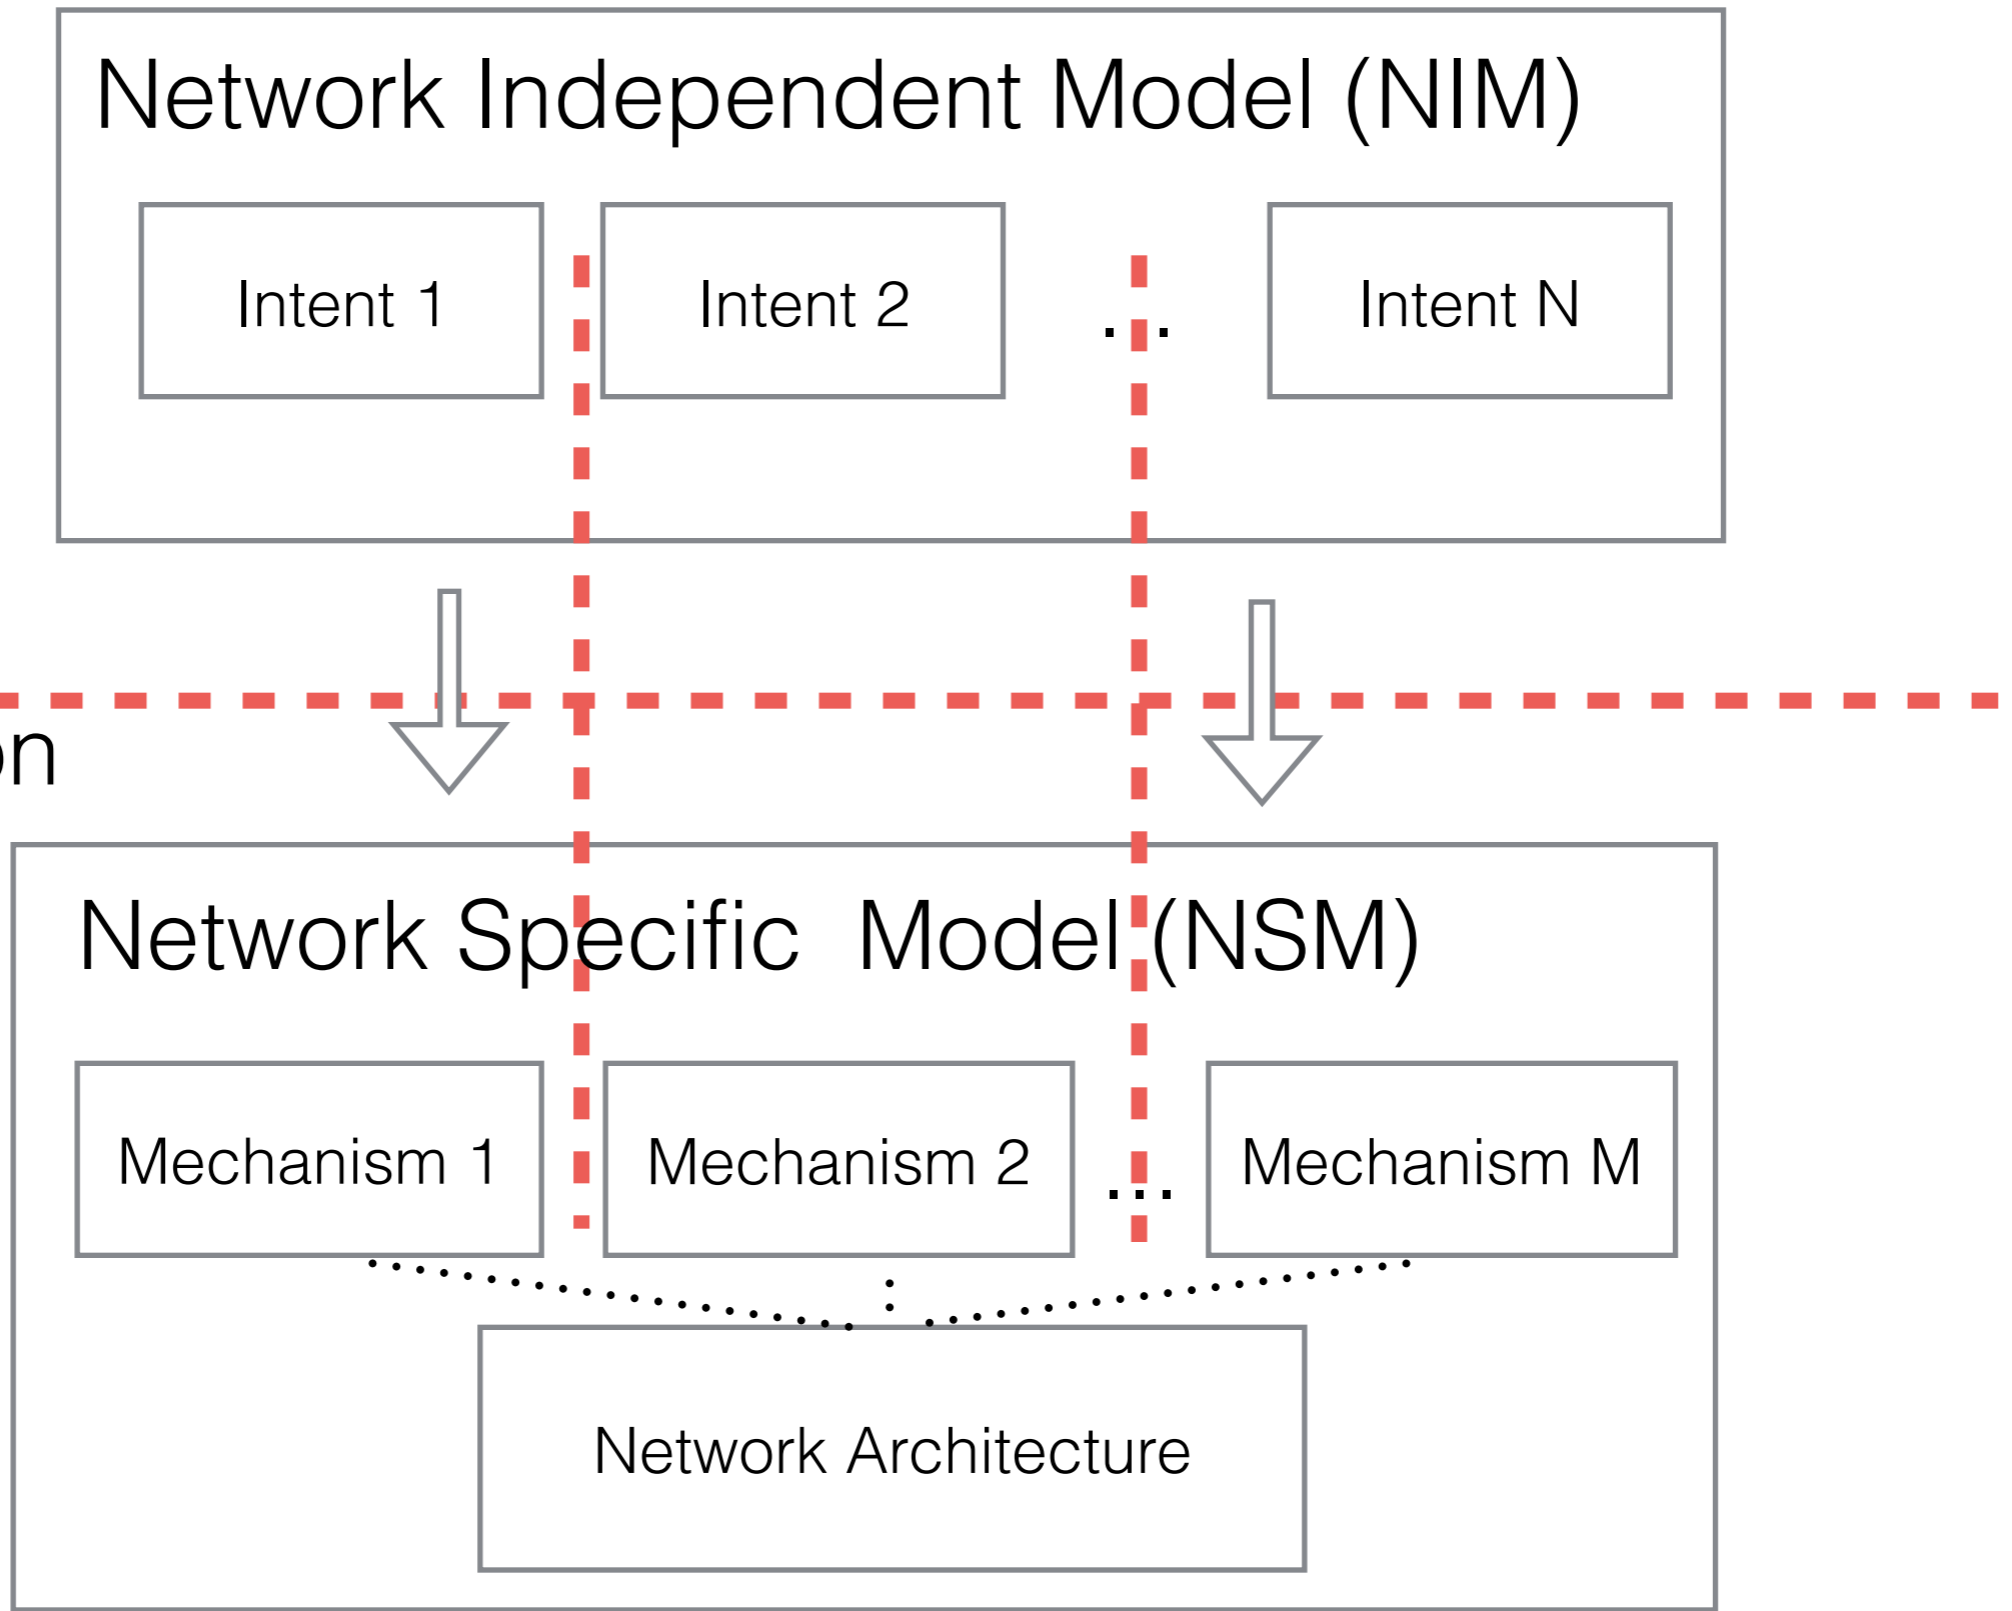 Network Independent Model (NIM)
Intent 1
Intent 2
...
Intent N
on
Network Specific Model (NSM)
Mechanism 1
Mechanism 2
...
Mechanism M
Network Architecture